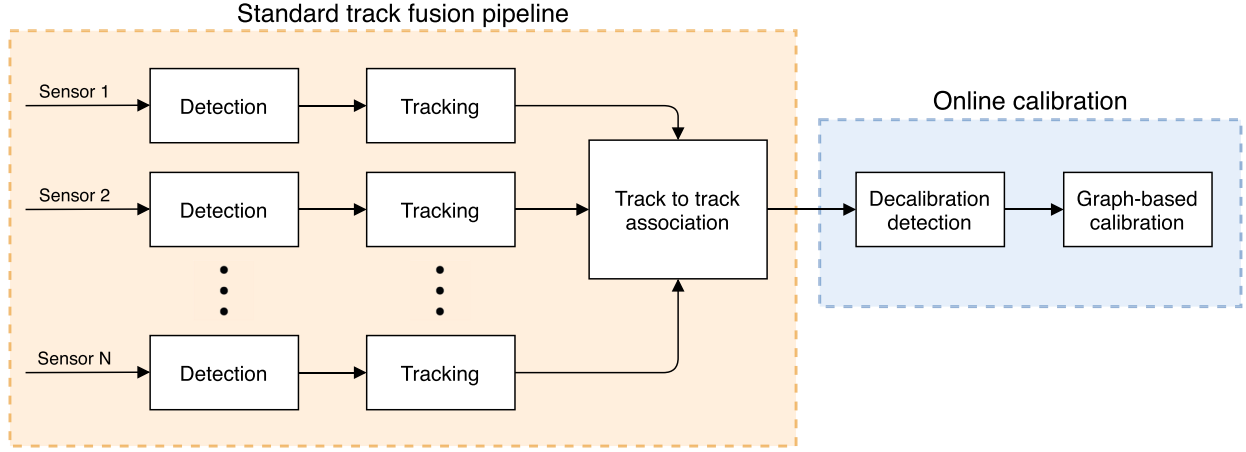 Standard track fusion pipeline
Sensor 1
Detection
Tracking
Sensor 2
Detection
Tracking
Track to track
association
Sensor N
Detection
Tracking
Online calibration
Decalibration
detection
Graph-based
calibration